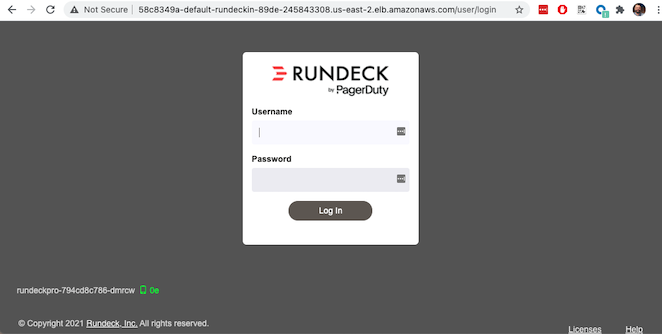 Not Secure | 58c8349a-default-rundeckin-89de-245843308.us-east-2.elb.amazonaws.com/user/login
RUNDECK
by PagerDuty
Username
Password
Log In
rundeckpro-794cd8c786-dmrcw 0e
© Copyright 2021 Rundeck, Inc. All rights reserved.
Licenses Help